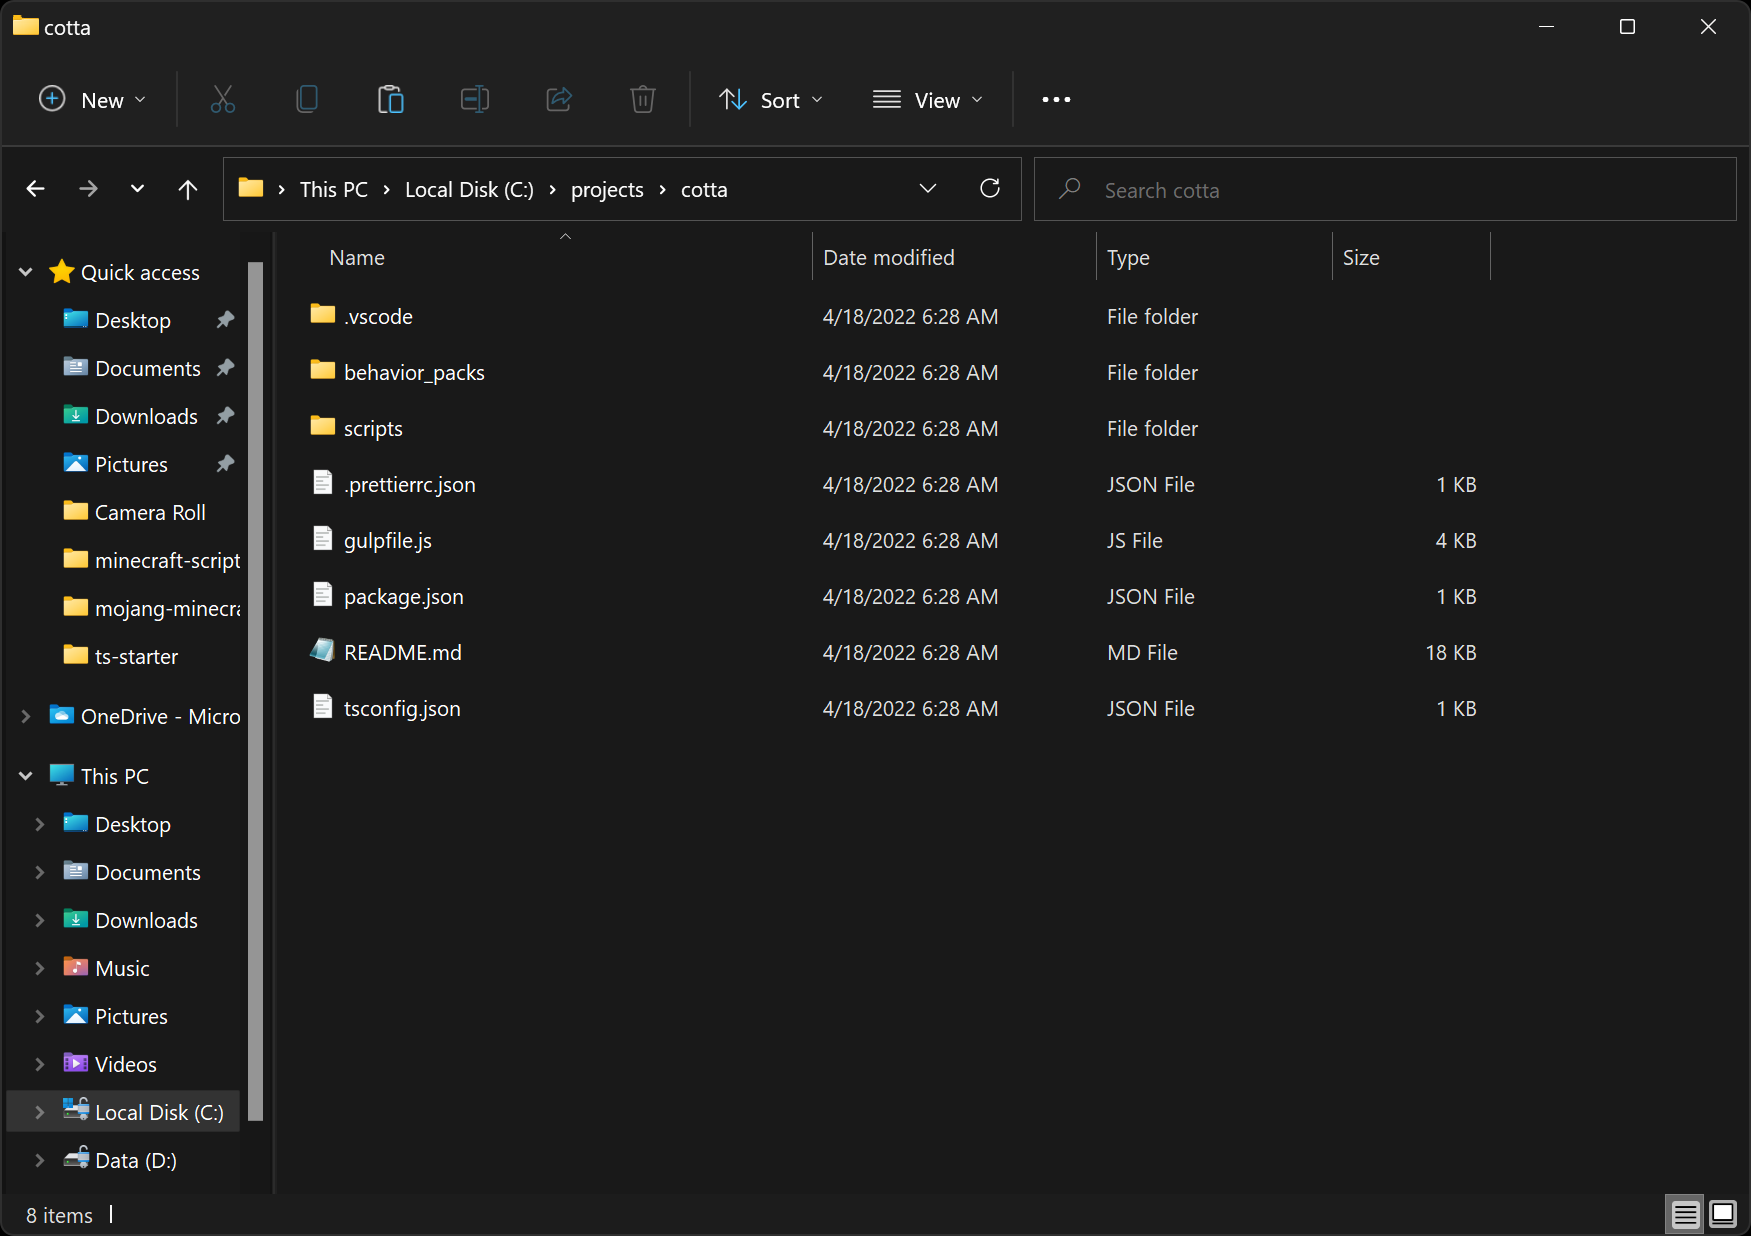 cotta
New
Sort
View
This PC
Local Disk (C:)
projects
cotta
Search cotta
Name
Date modified
Type
Size
Quick access
Desktop
Documents
Downloads
Pictures
Camera Roll
minecraft-script
mojang-minecra
ts-starter
OneDrive - Micro
This PC
Desktop
Documents
Downloads
Music
Pictures
Videos
Local Disk (C:)
Data (D:)
.vscode 4/18/2022 6:28 AM File folder
behavior_packs 4/18/2022 6:28 AM File folder
scripts 4/18/2022 6:28 AM File folder
.prettierrc.json 4/18/2022 6:28 AM JSON File 1 KB
gulpfile.js 4/18/2022 6:28 AM JS File 4 KB
package.json 4/18/2022 6:28 AM JSON File 1 KB
README.md 4/18/2022 6:28 AM MD File 18 KB
tsconfig.json 4/18/2022 6:28 AM JSON File 1 KB
8 items